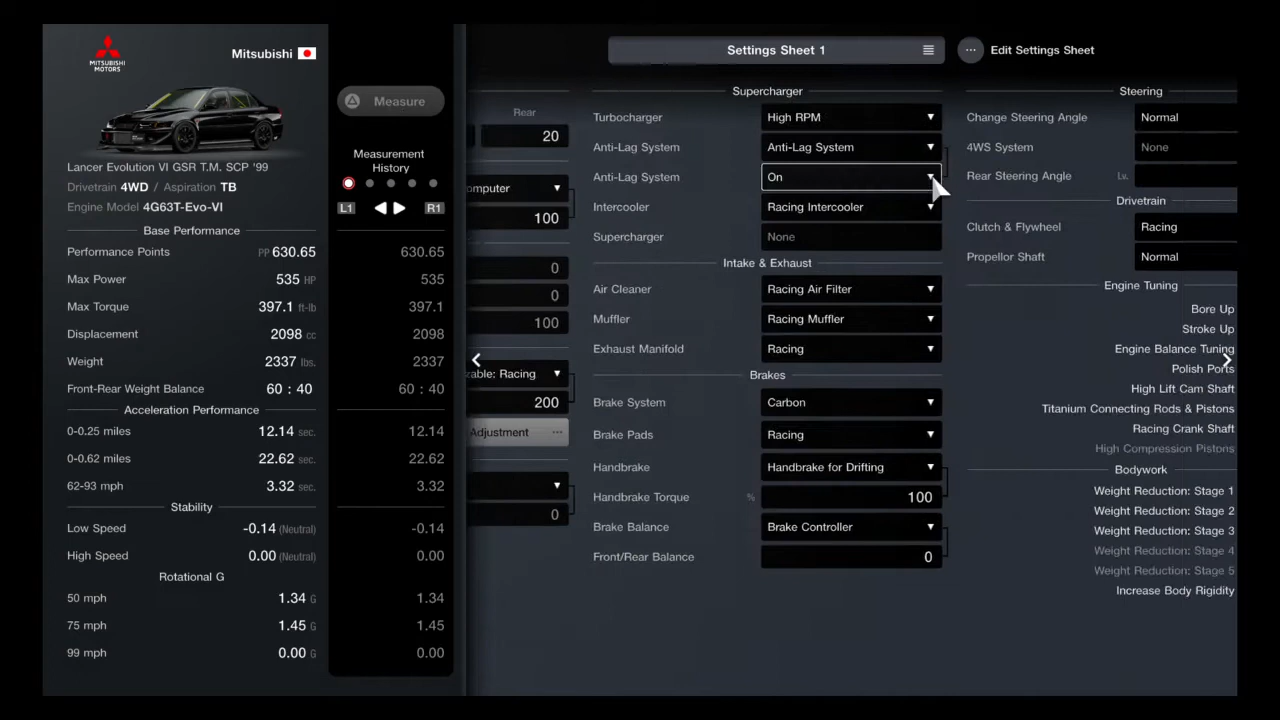 Settings Sheet 1
Edit Settings Sheet
MITSUBISHI
MOTORS
Mitsubishi
Measure
Measurement
History
L1
R1
Lancer Evolution VI GSR T.M. SCP '99
Drivetrain 4WD / Aspiration TB
Engine Model 4G63T-Evo-VI
Base Performance
Performance Points PP 630.65 630.65
Max Power 535 HP 535
Max Torque 397.1 ft-lb 397.1
Displacement 2098 cc 2098
Weight 2337 lbs. 2337
Front-Rear Weight Balance 60 : 40 60 : 40
Acceleration Performance
0-0.25 miles 12.14 sec. 12.14
0-0.62 miles 22.62 sec. 22.62
62-93 mph 3.32 sec. 3.32
Stability
Low Speed -0.14 (Neutral) -0.14
High Speed 0.00 (Neutral) 0.00
Rotational G
50 mph 1.34 G 1.34
75 mph 1.45 G 1.45
99 mph 0.00 G 0.00
Rear
20
omputer
100
0
0
100
rable: Racing
200
Adjustment
0
Supercharger
Turbocharger High RPM
Anti-Lag System Anti-Lag System
Anti-Lag System On
Intercooler Racing Intercooler
Supercharger None
Intake & Exhaust
Air Cleaner Racing Air Filter
Muffler Racing Muffler
Exhaust Manifold Racing
Brakes
Brake System Carbon
Brake Pads Racing
Handbrake Handbrake for Drifting
Handbrake Torque % 100
Brake Balance Brake Controller
Front/Rear Balance 0
Steering
Change Steering Angle Normal
4WS System None
Rear Steering Angle Lv.
Drivetrain
Clutch & Flywheel Racing
Propellor Shaft Normal
Engine Tuning
Bore Up
Stroke Up
Engine Balance Tuning
Polish Ports
High Lift Cam Shaft
Titanium Connecting Rods & Pistons
Racing Crank Shaft
High Compression Pistons
Bodywork
Weight Reduction: Stage 1
Weight Reduction: Stage 2
Weight Reduction: Stage 3
Weight Reduction: Stage 4
Weight Reduction: Stage 5
Increase Body Rigidity